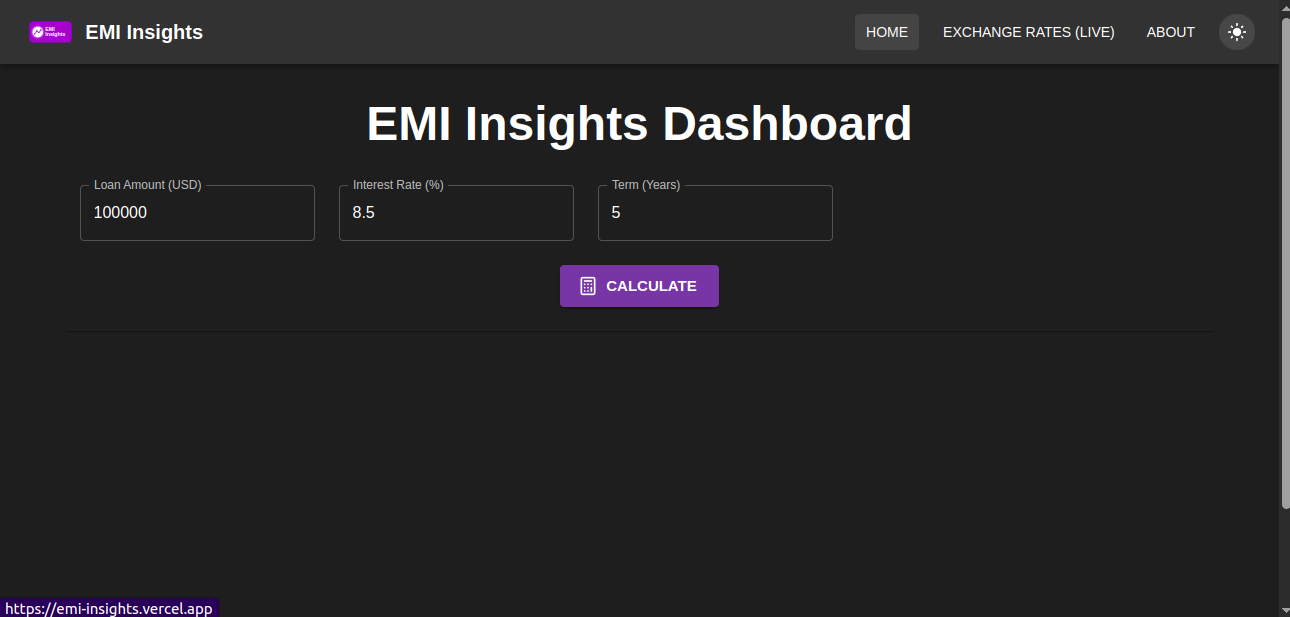 EMI
Insights
EMI Insights
HOME
EXCHANGE RATES (LIVE)
ABOUT
EMI Insights Dashboard
Loan Amount (USD)
100000
Interest Rate (%)
8.5
Term (Years)
5
CALCULATE
https://emi-insights.vercel.app